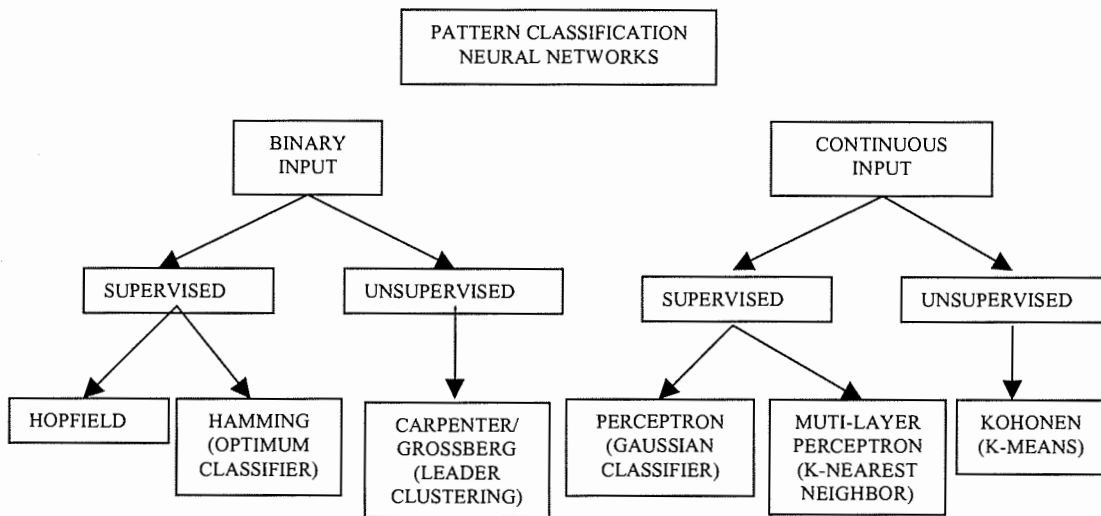 PATTERN CLASSIFICATION
NEURAL NETWORKS
BINARY
INPUT
CONTINUOUS
INPUT
SUPERVISED
UNSUPERVISED
SUPERVISED
UNSUPERVISED
HOPFIELD
HAMMING
(OPTIMUM
CLASSIFIER)
CARPENTER/
GROSSBERG
(LEADER
CLUSTERING)
PERCEPTRON
(GAUSSIAN
CLASSIFIER)
MUTI-LAYER
PERCEPTRON
(K-NEAREST
NEIGHBOR)
KOHONEN
(K-MEANS)